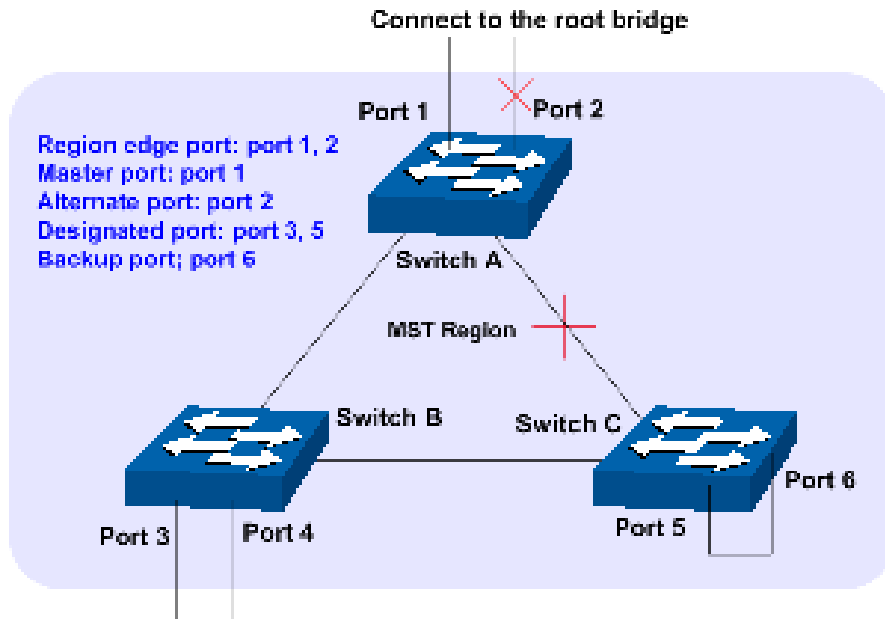 Connect to the root bridge
Port 1
Port 2
Region edge port: port 1, 2
Master port: port 1
Alternate port: port 2
Designated port: port 3, 5
Backup port; port 6
Switch A
MST Region
Switch B
Switch C
Port 6
Port 5
Port 3
Port 4